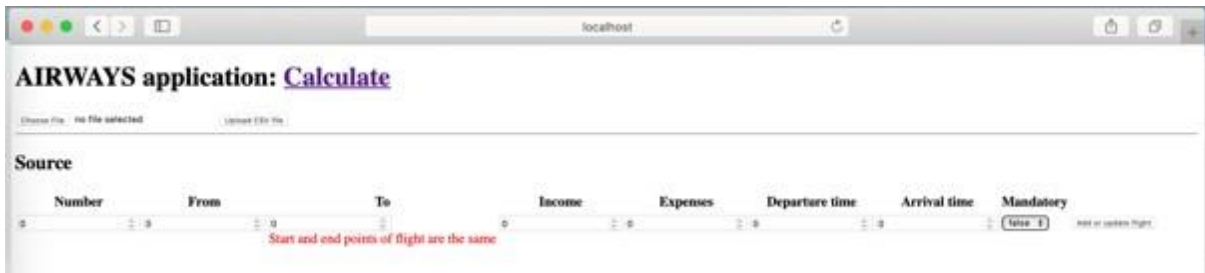 localhost
AIRWAYS application: Calculate
Choose File no file selected Upload CSV file
Source
Number From To Income Expenses Departure time Arrival time Mandatory
0 0 0 0 0 0 0 false Add or update flight
Start and end points of flight are the same